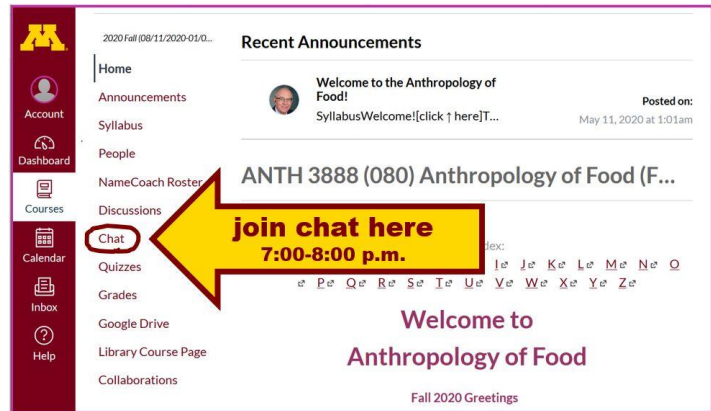 M
2020 Fall (08/11/2020-01/0...
Home
Announcements
Syllabus
People
NameCoach Roster
Discussions
Chat
Quizzes
Grades
Google Drive
Library Course Page
Collaborations
Account
Dashboard
Courses
Calendar
Inbox
Help
Recent Announcements
Welcome to the Anthropology of
Food!
SyllabusWelcome![click ↑ here]T...
Posted on:
May 11, 2020 at 1:01am
ANTH 3888 (080) Anthropology of Food (F...
join chat here
7:00-8:00 p.m.
I J K L M N O
P Q R S T U V W X Y Z
Welcome to
Anthropology of Food
Fall 2020 Greetings